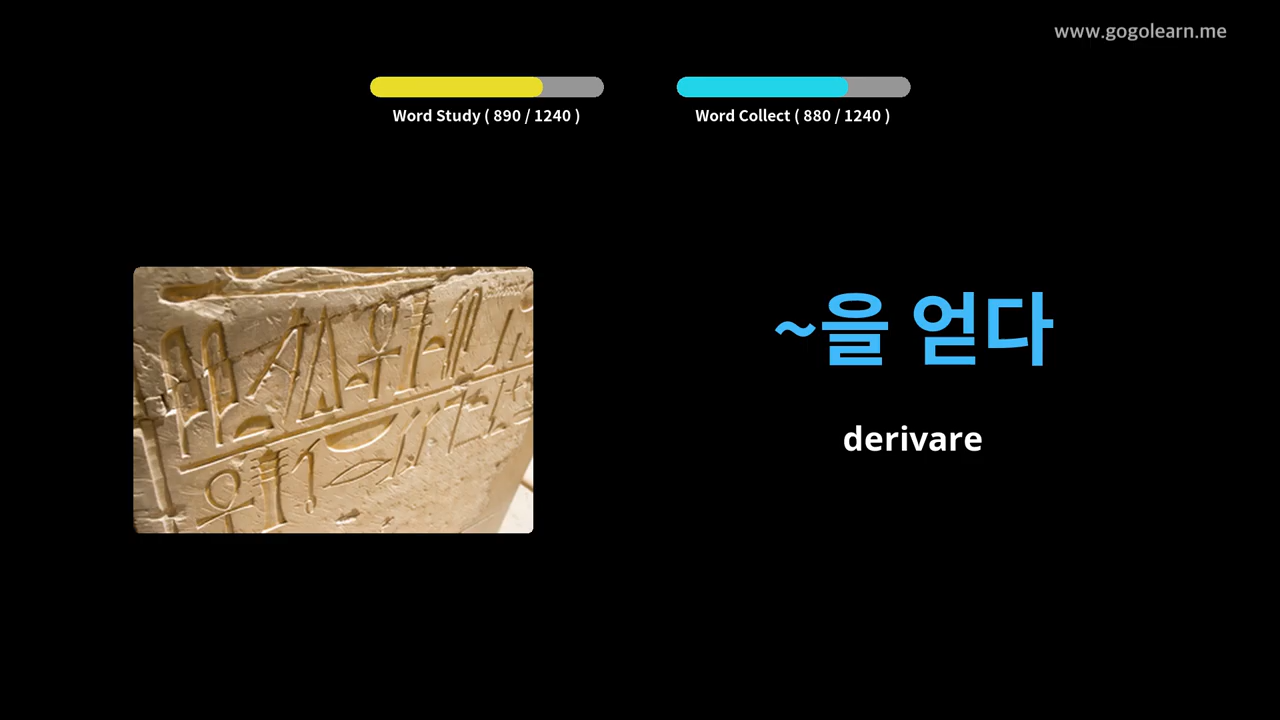 www.gogolearn.me
Word Study ( 890 / 1240 )
Word Collect ( 880 / 1240 )
~을 얻다
derivare